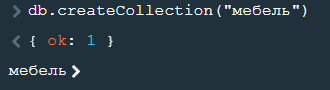 > db.createCollection("мебель")
< { ok: 1 }
мебель>